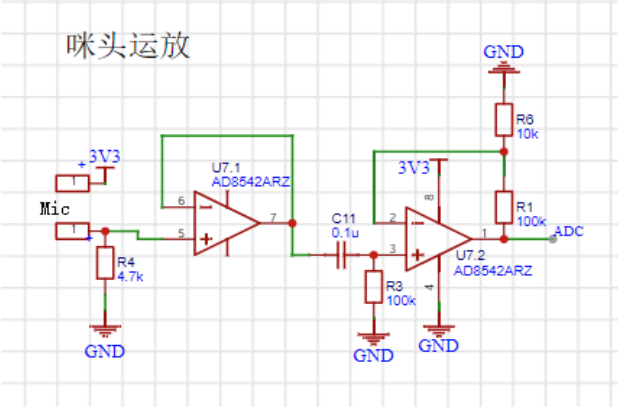 咪头运放
GND
R6
10k
3V3
3V3
U7.1
AD8542ARZ
8
1
6
7
2
R1
100k
Mic
C11
0.1u
1
5
3
1
ADC
R4
4.7k
U7.2
AD8542ARZ
R3
100k
4
GND
GND
GND